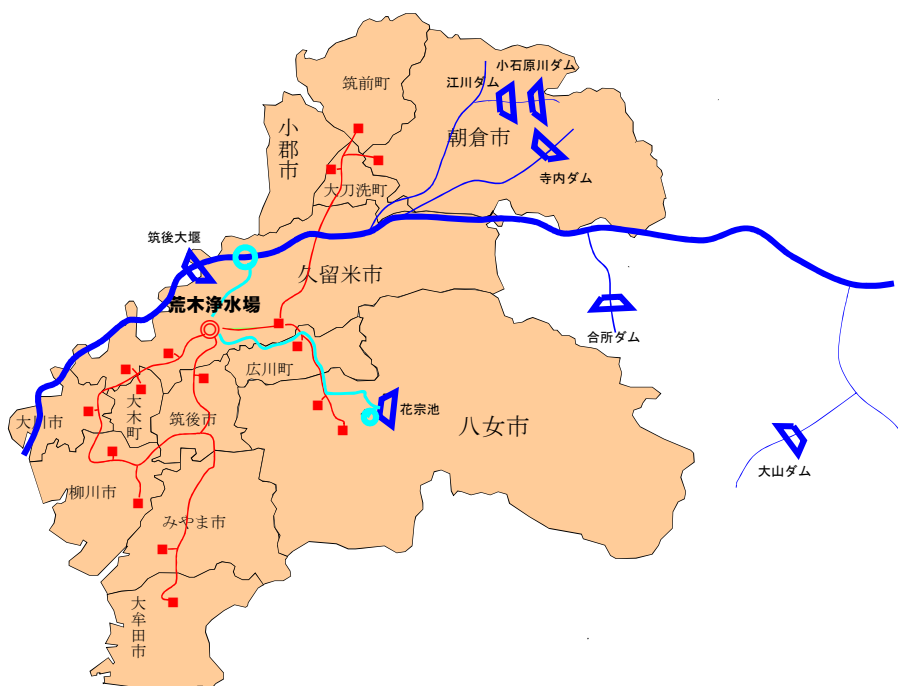 小石原川ダム
江川ダム
筑前町
小郡市
朝倉市
寺内ダム
大刀洗町
筑後大堰
久留米市
荒木浄水場
合所ダム
広川町
大木町
花宗池
大川市
筑後市
八女市
大山ダム
柳川市
みやま市
大牟田市